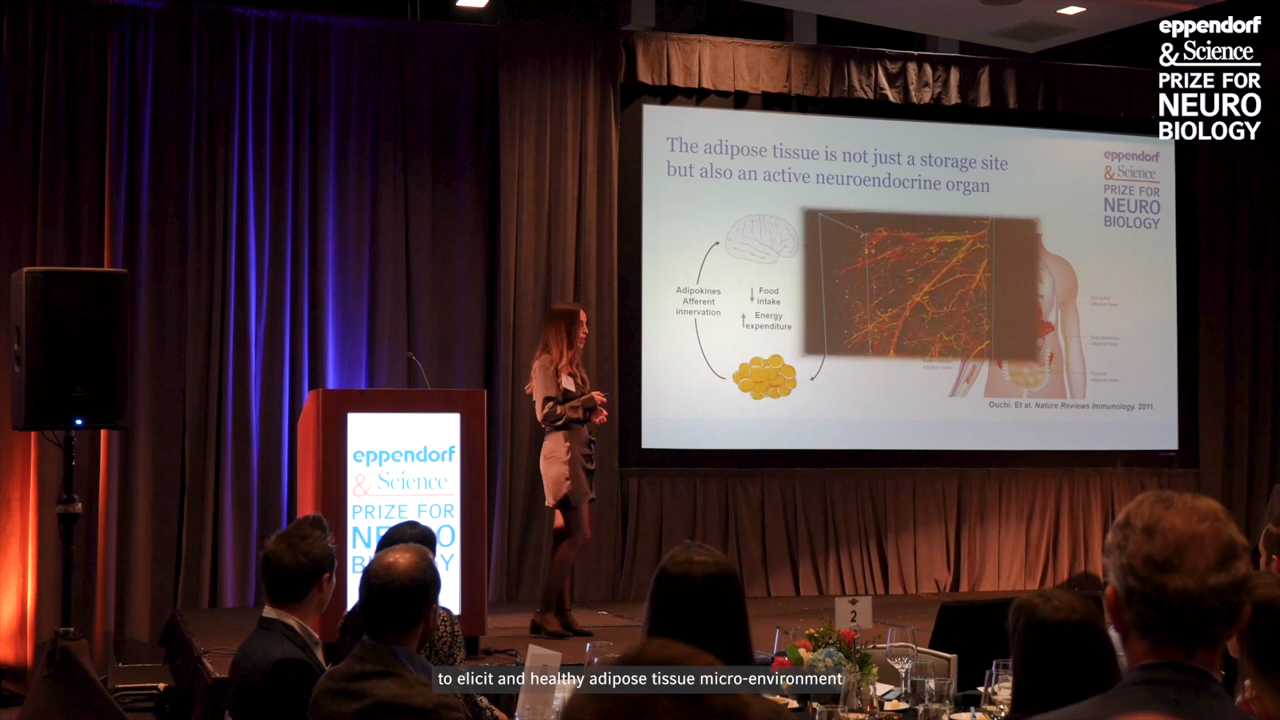 eppendorf
& Science
PRIZE FOR
NEURO
BIOLOGY
The adipose tissue is not just a storage site
but also an active neuroendocrine organ
eppendorf
& Science
PRIZE FOR
NEURO
BIOLOGY
Adipokines
Afferent
innervation
Food
intake
Energy
expenditure
Ouchi. Et al. Nature Reviews Immunology. 2011
eppendorf
& Science
PRIZE FOR
2
to elicit and healthy adipose tissue micro-environment